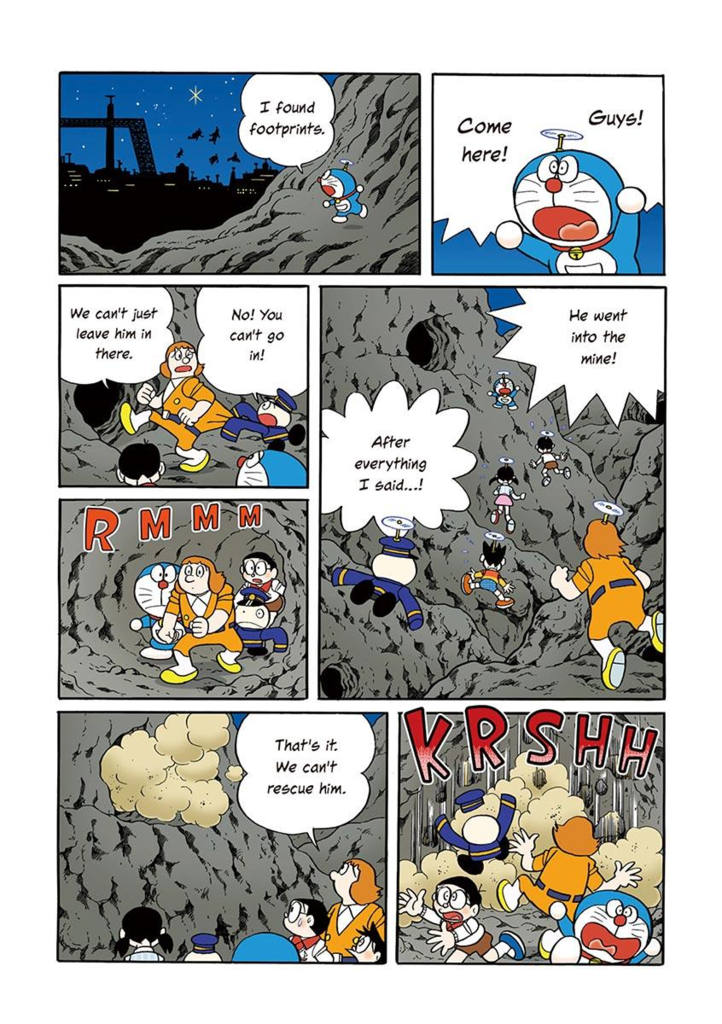 Guys!
Come
here!
I found
footprints.
He went
into the
mine!
After
everything
I said...!
No! You
can't go
in!
We can't just
leave him in
there.
RMMM
KRSHH
That's it.
We can't
rescue him.